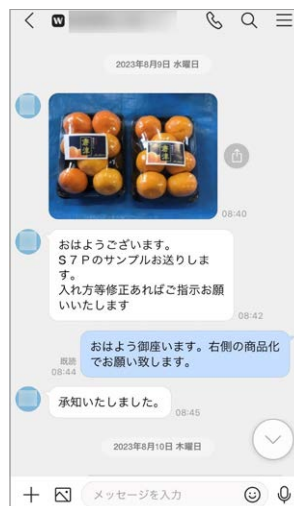 W
2023年8月9日 水曜日
08:40
おはようございます。
S7Pのサンプルお送りしま
す。
入れ方等修正あればご指示お願
いいたします
08:42
おはよう御座います。右側の商品化
でお願い致します。
既読
08:44
承知いたしました。
08:45
2023年8月10日 木曜日
メッセージを入力